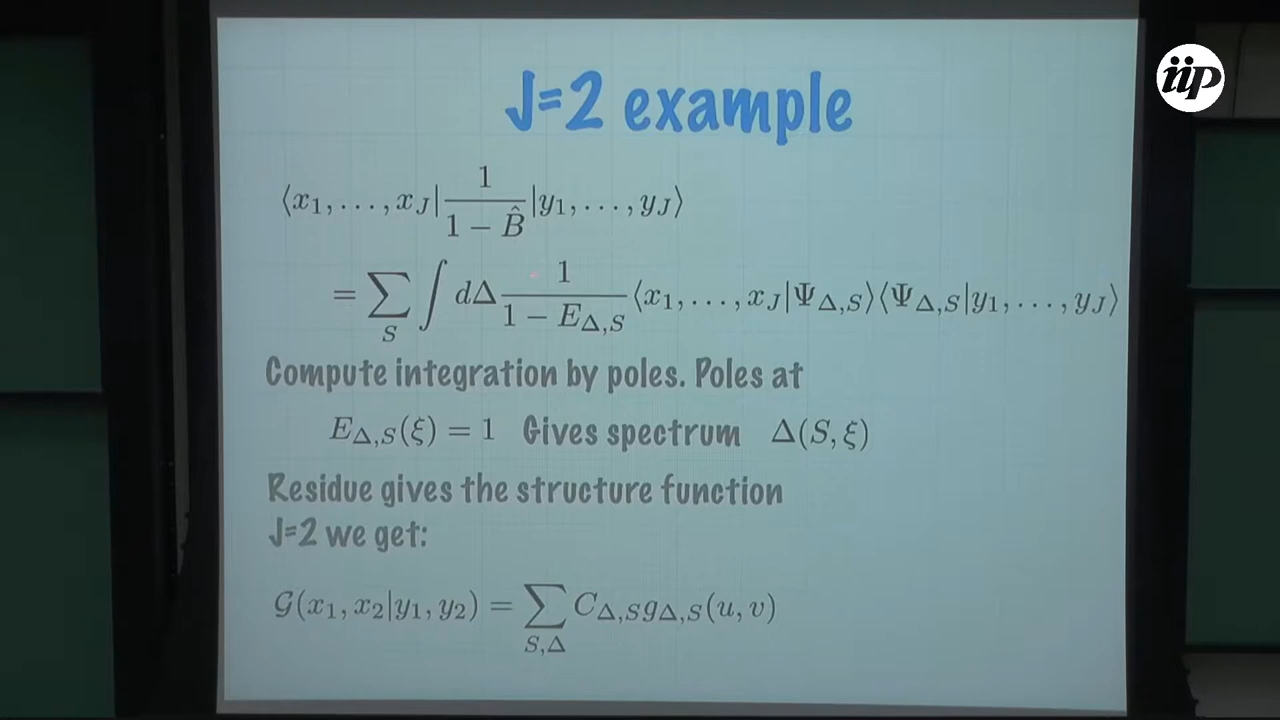 iip
J=2 example
⟨x₁, . . . , x_J| 1/(1 − B̂) |y₁, . . . , y_J⟩
= ∑_S ∫ dΔ 1/(1 − E_{Δ,S}) ⟨x₁, . . . , x_J|Ψ_{Δ,S}⟩⟨Ψ_{Δ,S}|y₁, . . . , y_J⟩
Compute integration by poles. Poles at
E_{Δ,S}(ξ) = 1 Gives spectrum Δ(S, ξ)
Residue gives the structure function
J=2 we get:
𝒢(x₁, x₂|y₁, y₂) = ∑_{S,Δ} C_{Δ,S} g_{Δ,S}(u, v)